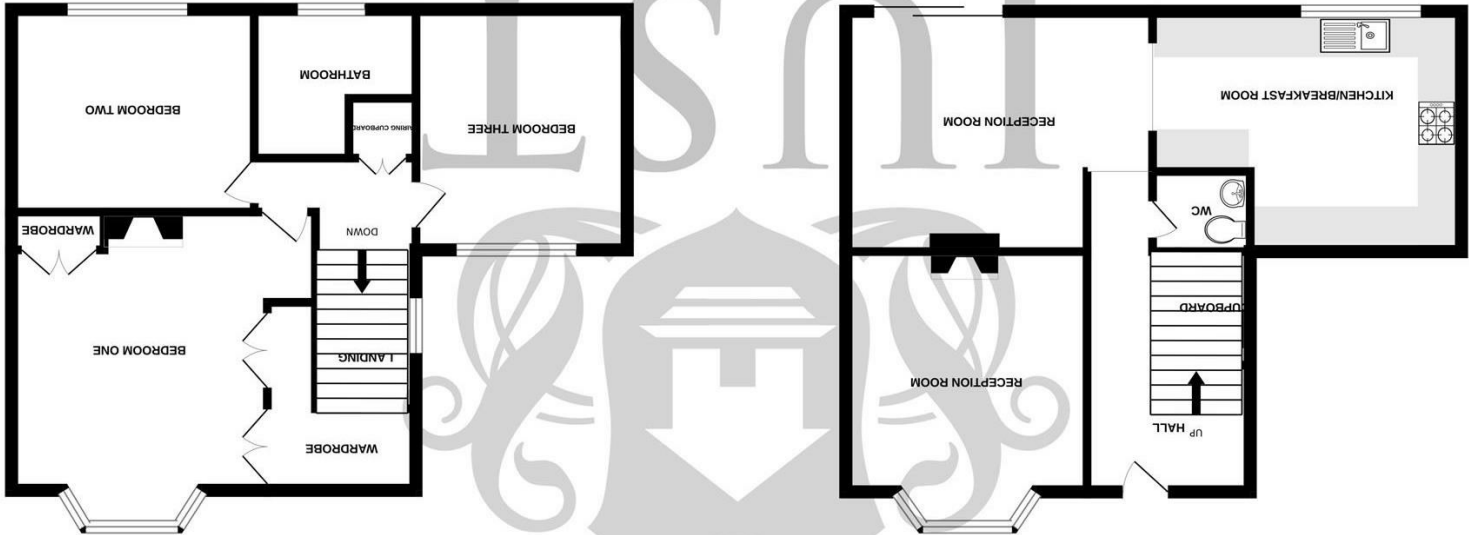 UP
HALL
RECEPTION ROOM
CUPBOARD
WC
RECEPTION ROOM
KITCHEN/BREAKFAST ROOM
WARDROBE
LANDING
BEDROOM ONE
DOWN
WARDROBE
BEDROOM THREE
AIRING CUPBOARD
BEDROOM TWO
BATHROOM
JUST